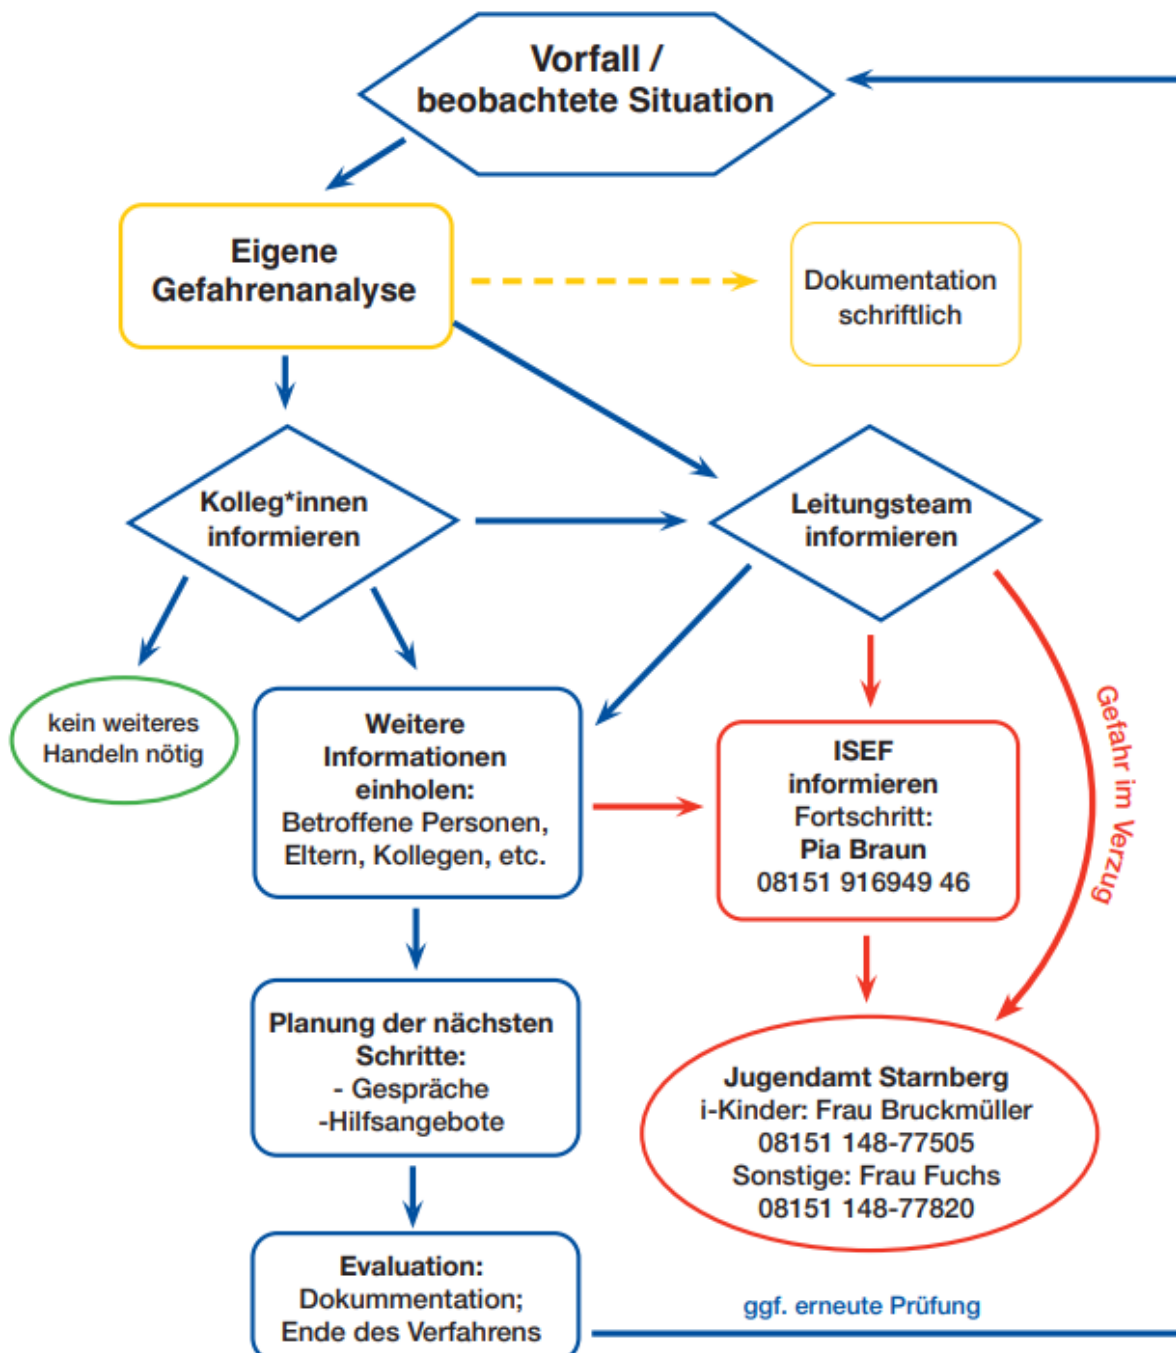 Vorfall /
beobachtete Situation
Eigene
Gefahrenanalyse
Dokumentation
schriftlich
Kolleg*innen
informieren
Leitungsteam
informieren
kein weiteres
Handeln nötig
Weitere
Informationen
einholen:
Betroffene Personen,
Eltern, Kollegen, etc.
ISEF
informieren
Fortschritt:
Pia Braun
08151 916949 46
Gefahr im Verzug
Planung der nächsten
Schritte:
- Gespräche
-Hilfsangebote
Jugendamt Starnberg
i-Kinder: Frau Bruckmüller
08151 148-77505
Sonstige: Frau Fuchs
08151 148-77820
Evaluation:
Dokummentation;
Ende des Verfahrens
ggf. erneute Prüfung